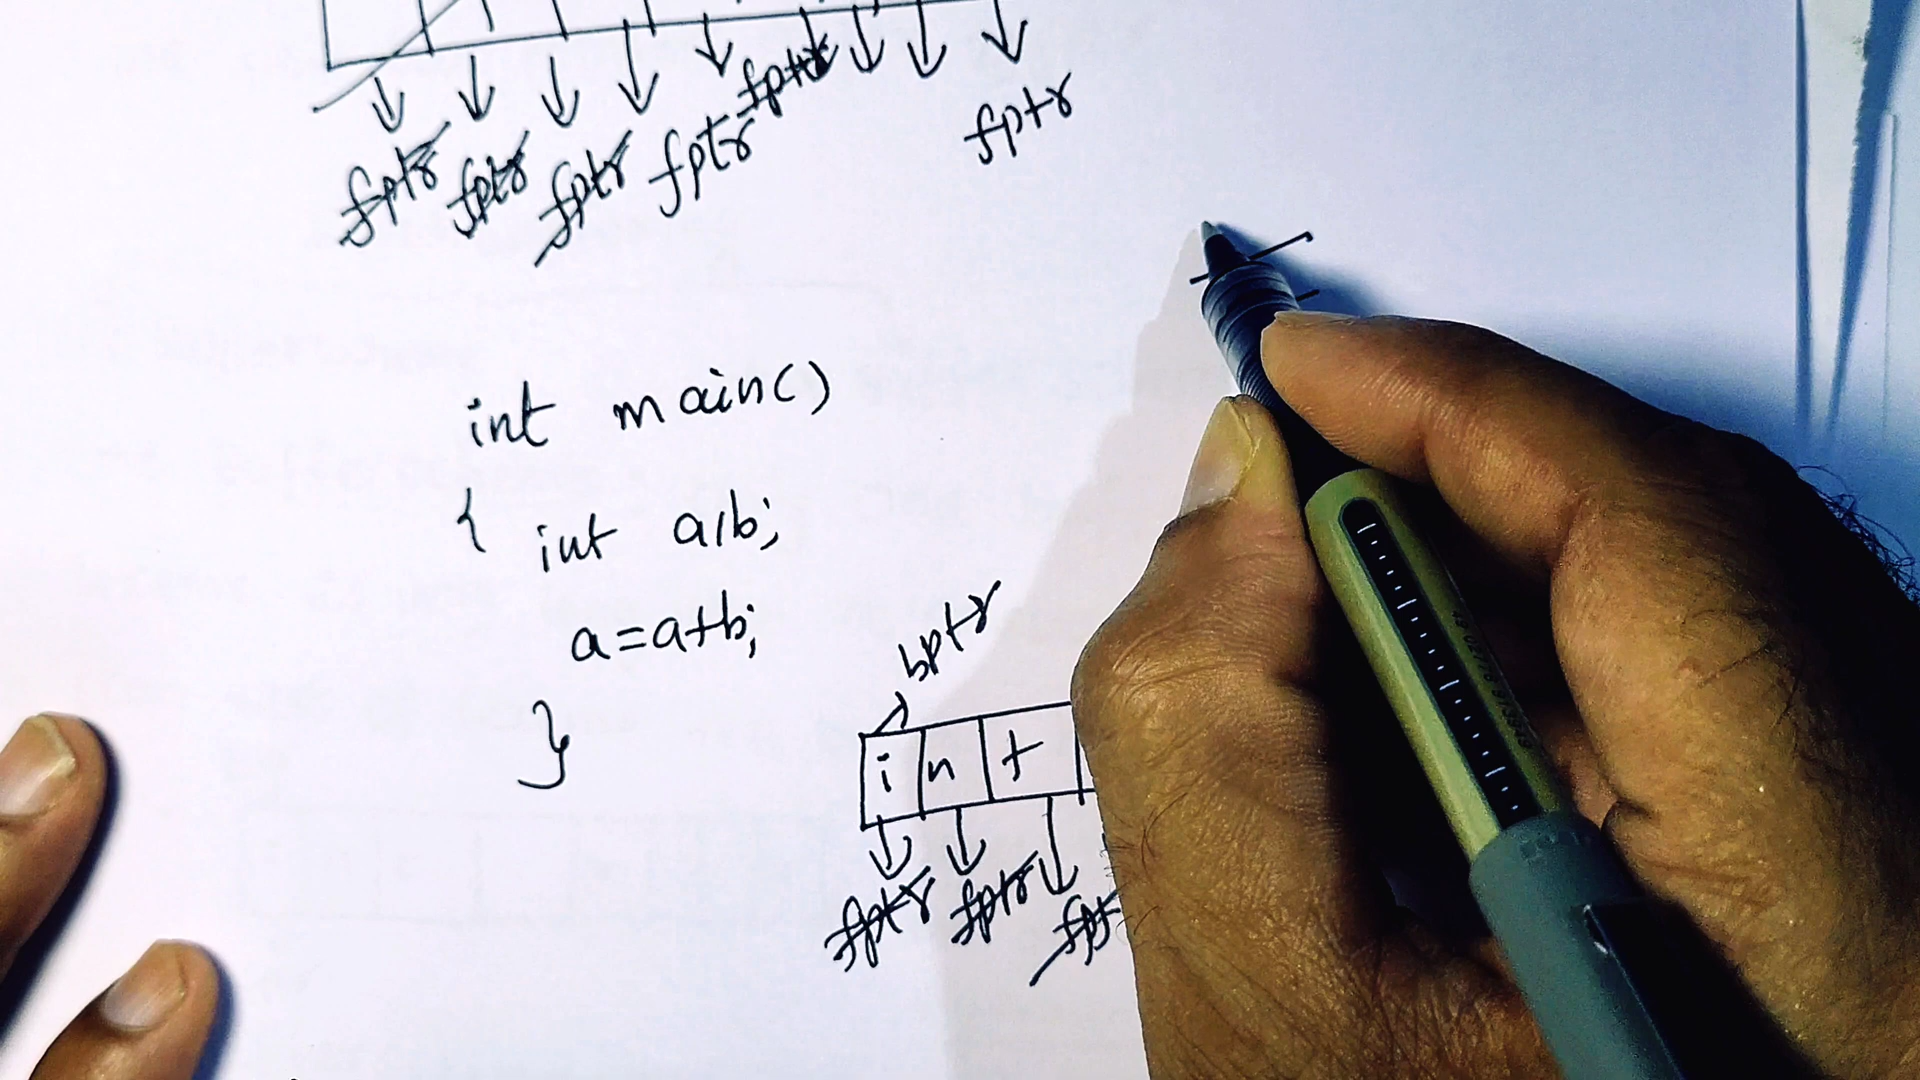 fptr fptr fptr fptr fptr fptr
int main()
{ int a,b;
a=a+b;
}
bptr
i n t
fptr fptr